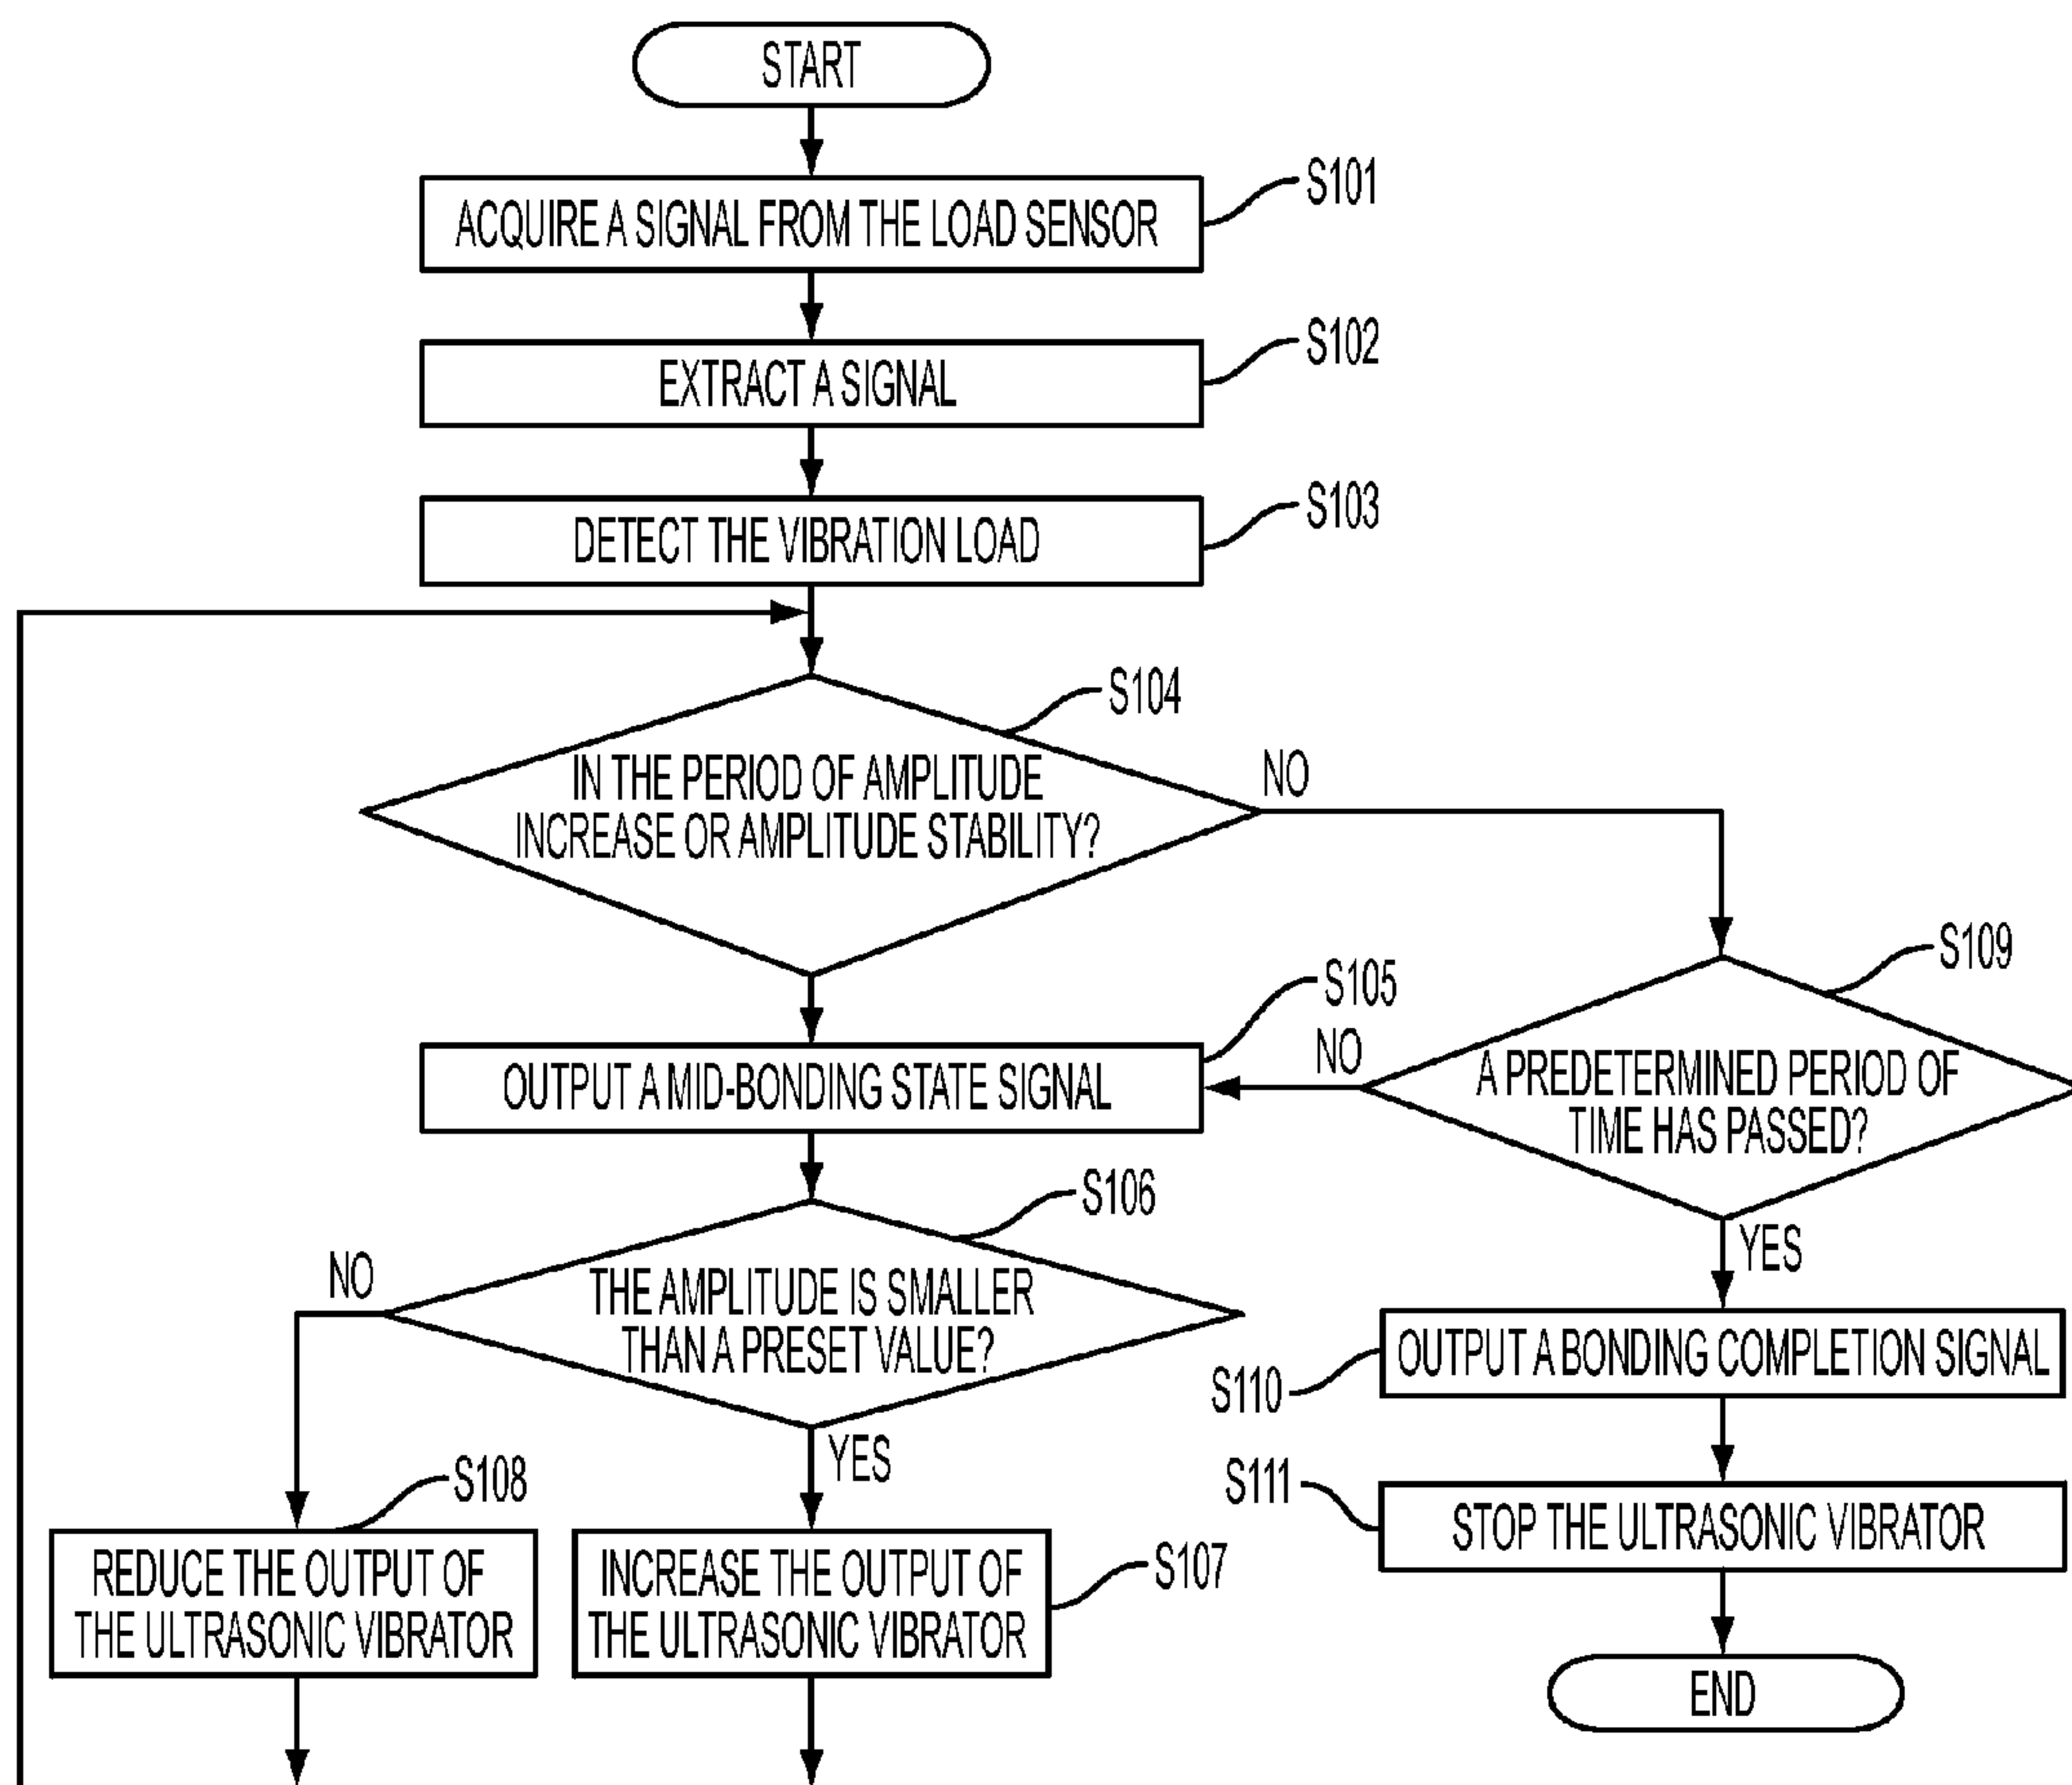 START
ACQUIRE A SIGNAL FROM THE LOAD SENSOR
S101
EXTRACT A SIGNAL
S102
DETECT THE VIBRATION LOAD
S103
IN THE PERIOD OF AMPLITUDE
INCREASE OR AMPLITUDE STABILITY?
S104
NO
OUTPUT A MID-BONDING STATE SIGNAL
S105
NO
A PREDETERMINED PERIOD OF
TIME HAS PASSED?
S109
YES
THE AMPLITUDE IS SMALLER
THAN A PRESET VALUE?
S106
NO
YES
OUTPUT A BONDING COMPLETION SIGNAL
S110
REDUCE THE OUTPUT OF
THE ULTRASONIC VIBRATOR
S108
INCREASE THE OUTPUT OF
THE ULTRASONIC VIBRATOR
S107
STOP THE ULTRASONIC VIBRATOR
S111
END